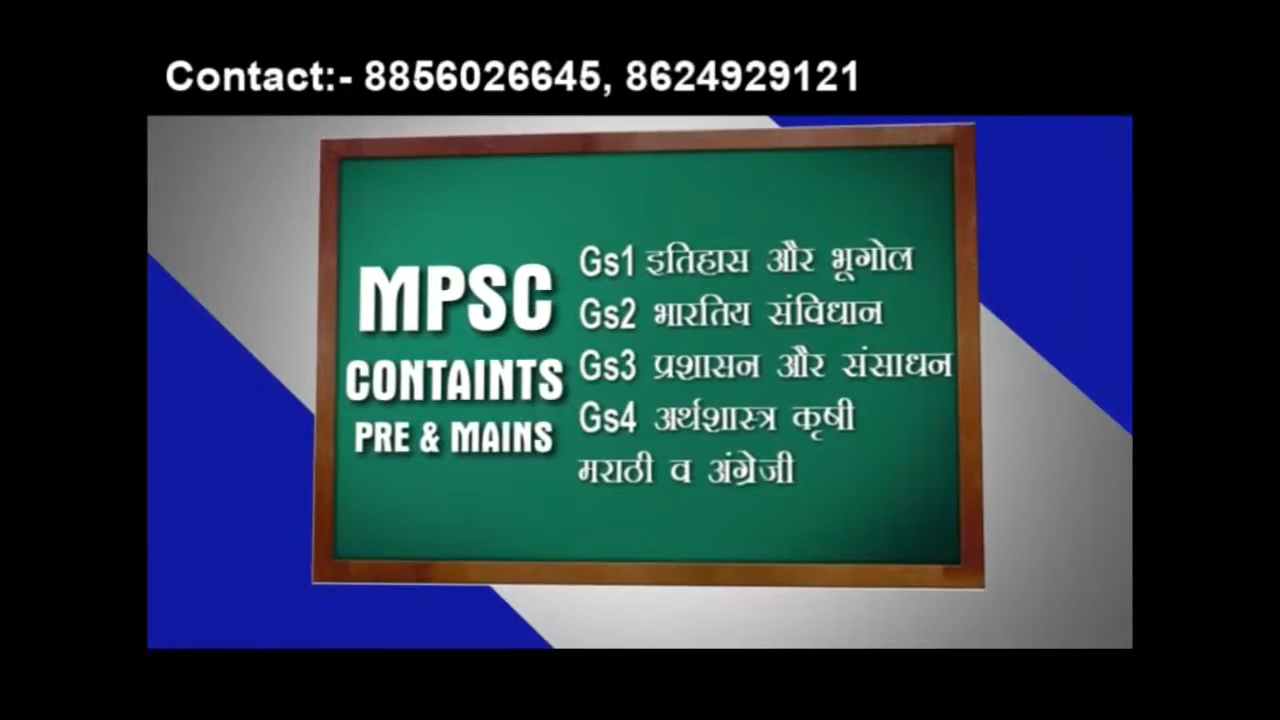 Contact:- 8856026645, 8624929121
MPSC
CONTAINTS
PRE & MAINS
Gs1 इतिहास और भूगोल
Gs2 भारतिय संविधान
Gs3 प्रशासन और संसाधन
Gs4 अर्थशास्त्र कृषी
मराठी व अंग्रेजी